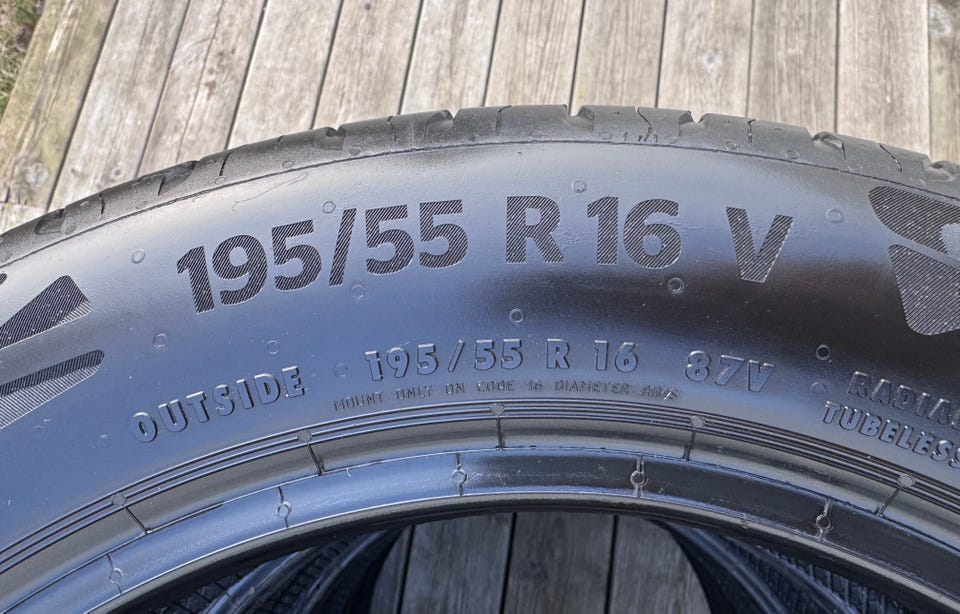 195/55 R 16 V
OUTSIDE 195/55 R 16 87V
MOUNT ONLY ON CODE 16 DIAMETER RIMS
RADIAL
TUBELESS